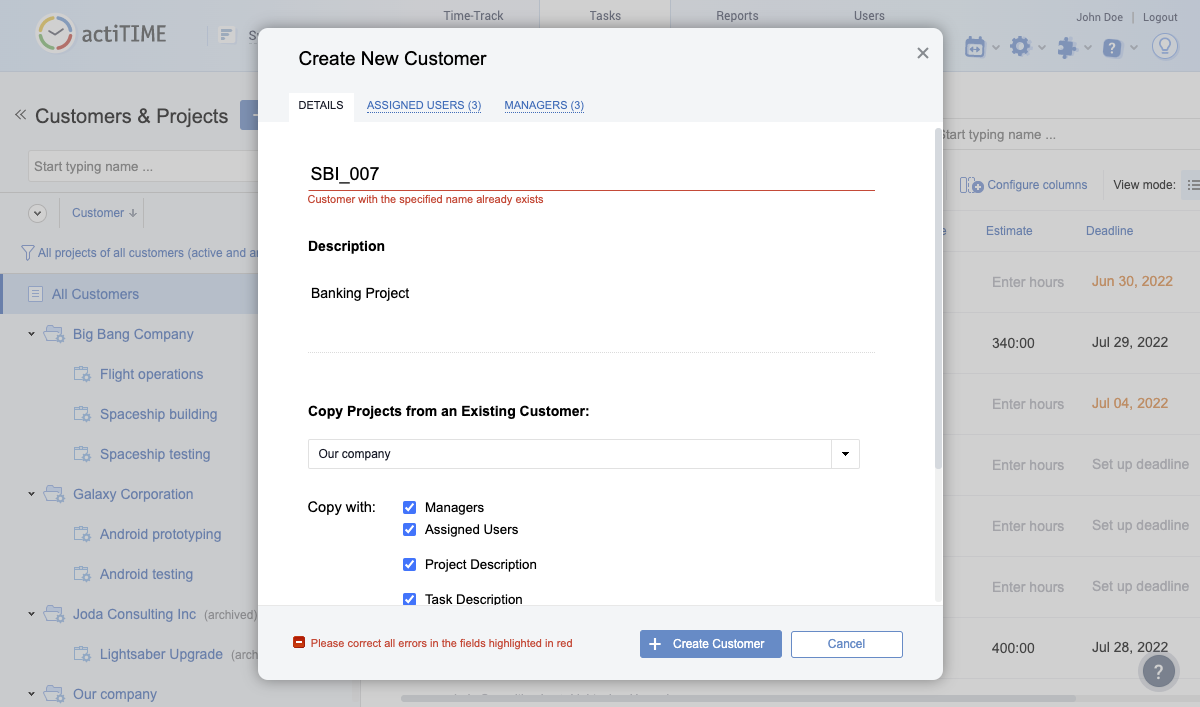 actiTIME
Time-Track
Tasks
Reports
Users
John Doe
Logout
Customers & Projects
Start typing name ...
Customer
All projects of all customers (active and
All Customers
Big Bang Company
Flight operations
Spaceship building
Spaceship testing
Galaxy Corporation
Android prototyping
Android testing
Joda Consulting Inc (archived)
Lightsaber Upgrade
Our company
Create New Customer
DETAILS
ASSIGNED USERS (3)
MANAGERS (3)
SBI_007
Customer with the specified name already exists
Description
Banking Project
Copy Projects from an Existing Customer:
Our company
Copy with:
Managers
Assigned Users
Project Description
Task Description
Please correct all errors in the fields highlighted in red
Create Customer
Cancel
Start typing name ...
Configure columns
View mode:
Estimate
Deadline
Enter hours
Jun 30, 2022
340:00
Jul 29, 2022
Enter hours
Jul 04, 2022
Enter hours
Set up deadline
Enter hours
Set up deadline
Enter hours
Set up deadline
400:00
Jul 28, 2022
?